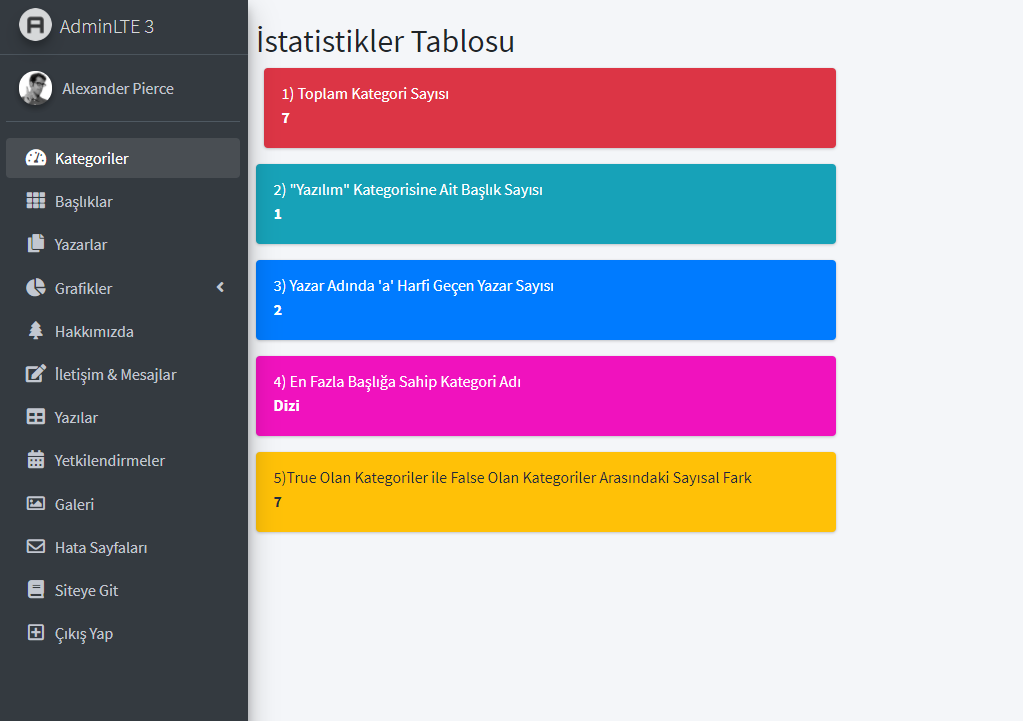 AdminLTE 3
Alexander Pierce
Kategoriler
Başlıklar
Yazarlar
Grafikler
Hakkımızda
İletişim & Mesajlar
Yazılar
Yetkilendirmeler
Galeri
Hata Sayfaları
Siteye Git
Çıkış Yap
İstatistikler Tablosu
1) Toplam Kategori Sayısı
7
2) "Yazılım" Kategorisine Ait Başlık Sayısı
1
3) Yazar Adında 'a' Harfi Geçen Yazar Sayısı
2
4) En Fazla Başlığa Sahip Kategori Adı
Dizi
5)True Olan Kategoriler ile False Olan Kategoriler Arasındaki Sayısal Fark
7